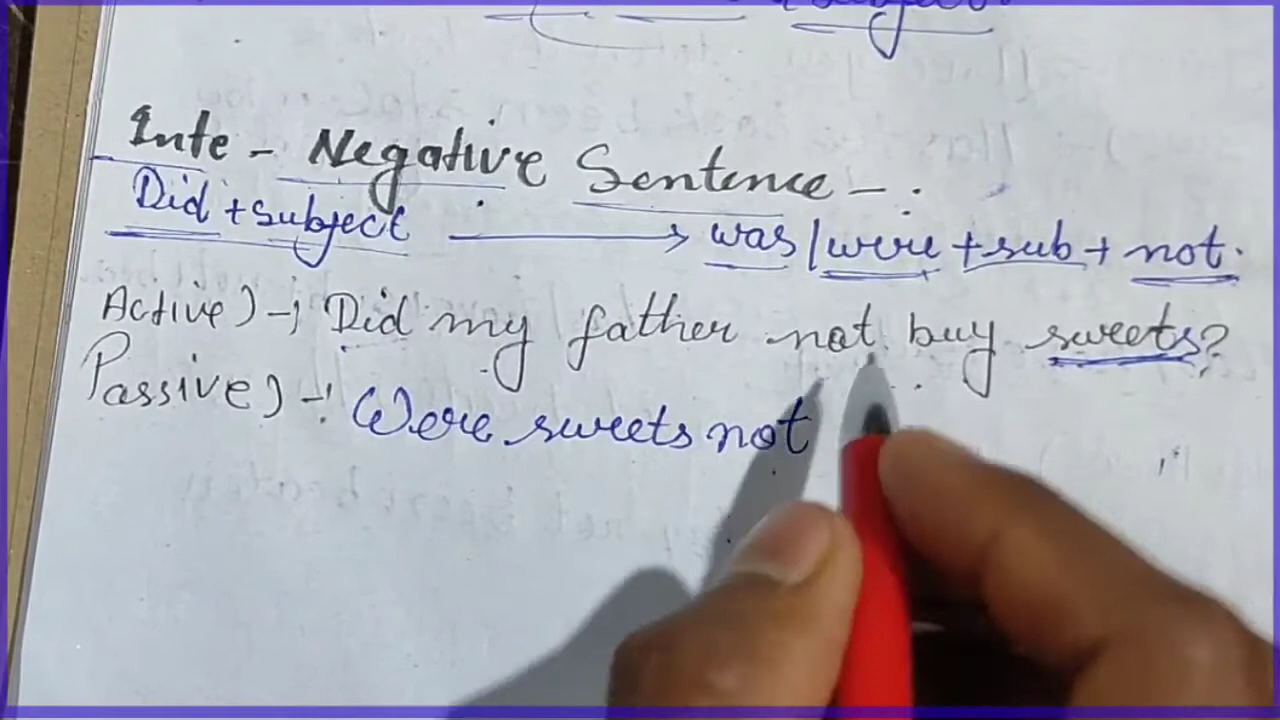 Inte - Negative Sentence - :
Did + subject → was / were + sub + not.
Active) -; Did my father not buy sweets?
Passive) - : Were sweets not